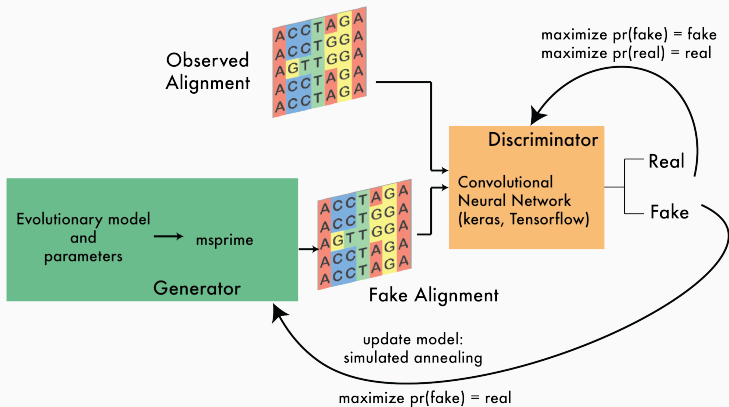 maximize pr(fake) = fake
maximize pr(real) = real
Observed
Alignment
ACCTAGA
ACCTGGA
AGTTGGA
ACCTAGA
ACCTAGA
Discriminator
Convolutional
Neural Network
(keras, Tensorflow)
Real
Fake
Evolutionary model
and
parameters
msprime
Generator
ACCTAGA
ACCTGGA
AGTTGGA
ACCTAGA
ACCTAGA
Fake Alignment
update model:
simulated annealing
maximize pr(fake) = real